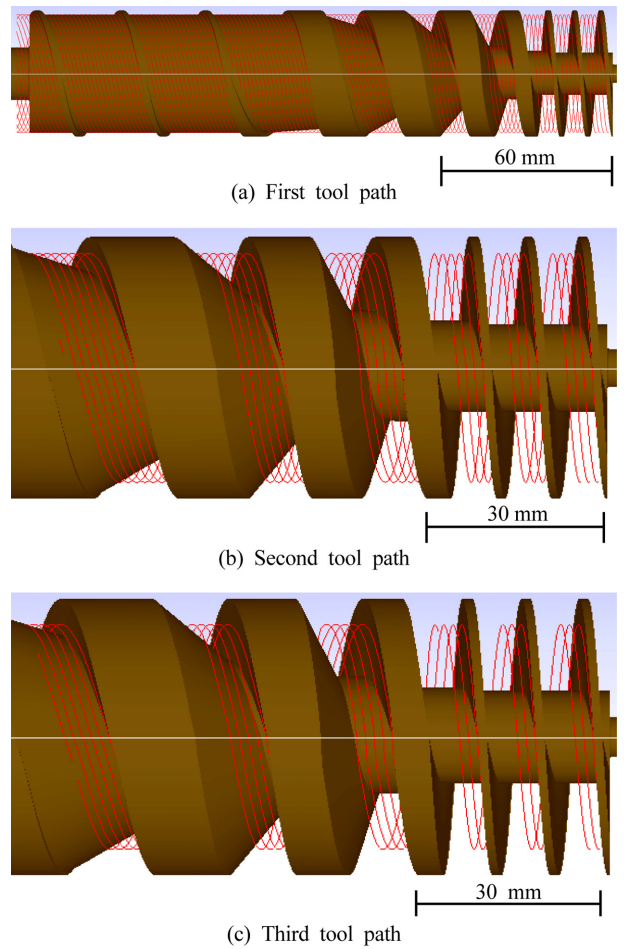 60 mm
(a) First tool path
30 mm
(b) Second tool path
30 mm
(c) Third tool path